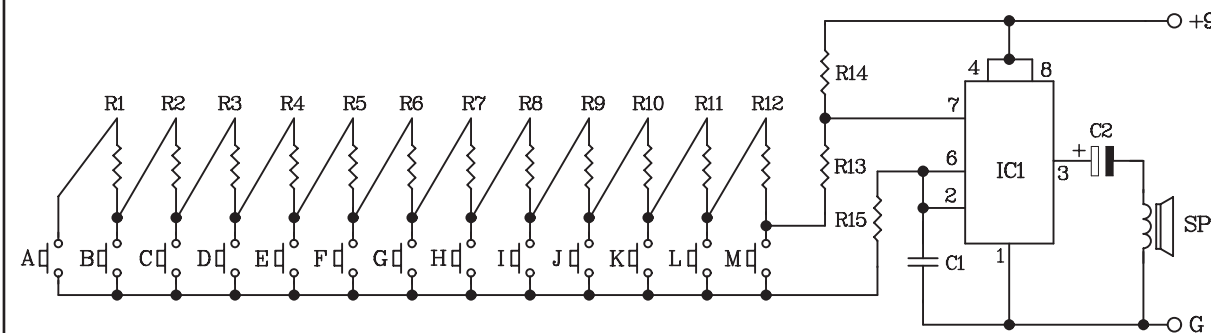 +9
4 8
R14
R1 R2 R3 R4 R5 R6 R7 R8 R9 R10 R11 R12
7
C2
+
6
R13
IC1
3
2
R15
SP
A B C D E F G H I J K L M
C1
1
G